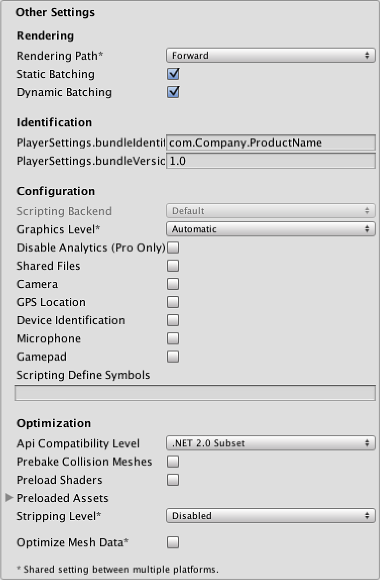 Other Settings
Rendering
Rendering Path* Forward
Static Batching
Dynamic Batching
Identification
PlayerSettings.bundleIdentif com.Company.ProductName
PlayerSettings.bundleVersic 1.0
Configuration
Scripting Backend Default
Graphics Level* Automatic
Disable Analytics (Pro Only)
Shared Files
Camera
GPS Location
Device Identification
Microphone
Gamepad
Scripting Define Symbols
Optimization
Api Compatibility Level .NET 2.0 Subset
Prebake Collision Meshes
Preload Shaders
Preloaded Assets
Stripping Level* Disabled
Optimize Mesh Data*
* Shared setting between multiple platforms.